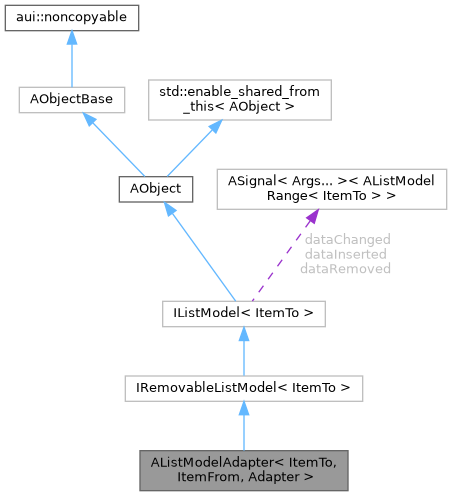 aui::noncopyable
AObjectBase
std::enable_shared_from
_this< AObject >
AObject
ASignal< Args... >< AListModel
Range< ItemTo > >
dataChanged
dataInserted
dataRemoved
IListModel< ItemTo >
IRemovableListModel< ItemTo >
AListModelAdapter< ItemTo,
ItemFrom, Adapter >